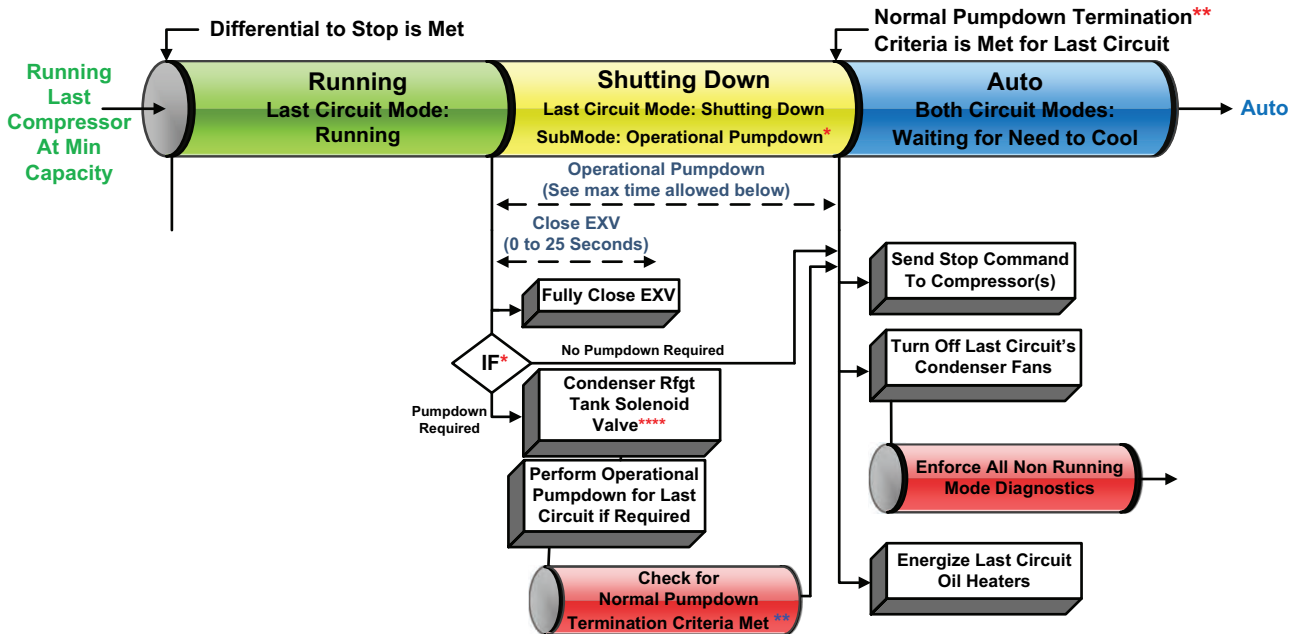 Differential to Stop is Met
Normal Pumpdown Termination**
Criteria is Met for Last Circuit
Running
Last
Compressor
At Min
Capacity
Running
Last Circuit Mode:
Running
Shutting Down
Last Circuit Mode: Shutting Down
SubMode: Operational Pumpdown*
Auto
Both Circuit Modes:
Waiting for Need to Cool
Auto
Operational Pumpdown
(See max time allowed below)
Close EXV
(0 to 25 Seconds)
Fully Close EXV
IF*
No Pumpdown Required
Pumpdown
Required
Condenser Rfgt
Tank Solenoid
Valve****
Perform Operational
Pumpdown for Last
Circuit if Required
Check for
Normal Pumpdown
Termination Criteria Met **
Send Stop Command
To Compressor(s)
Turn Off Last Circuit's
Condenser Fans
Enforce All Non Running
Mode Diagnostics
Energize Last Circuit
Oil Heaters